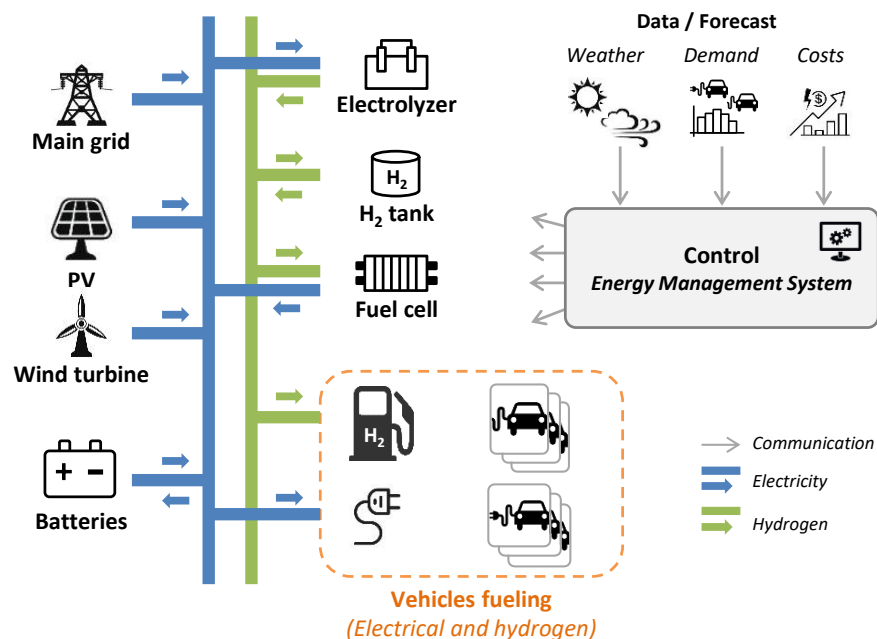 Data / Forecast
Weather
Demand
Costs
Electrolyzer
Main grid
H₂
H₂ tank
PV
Control
Energy Management System
Fuel cell
Wind turbine
H₂
Batteries
Communication
Electricity
Hydrogen
Vehicles fueling
(Electrical and hydrogen)